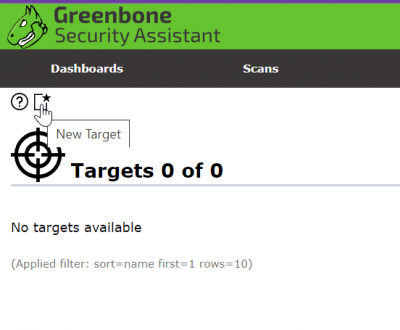 Greenbone
Security Assistant
Dashboards Scans
New Target
Targets 0 of 0
No targets available
(Applied filter: sort=name first=1 rows=10)